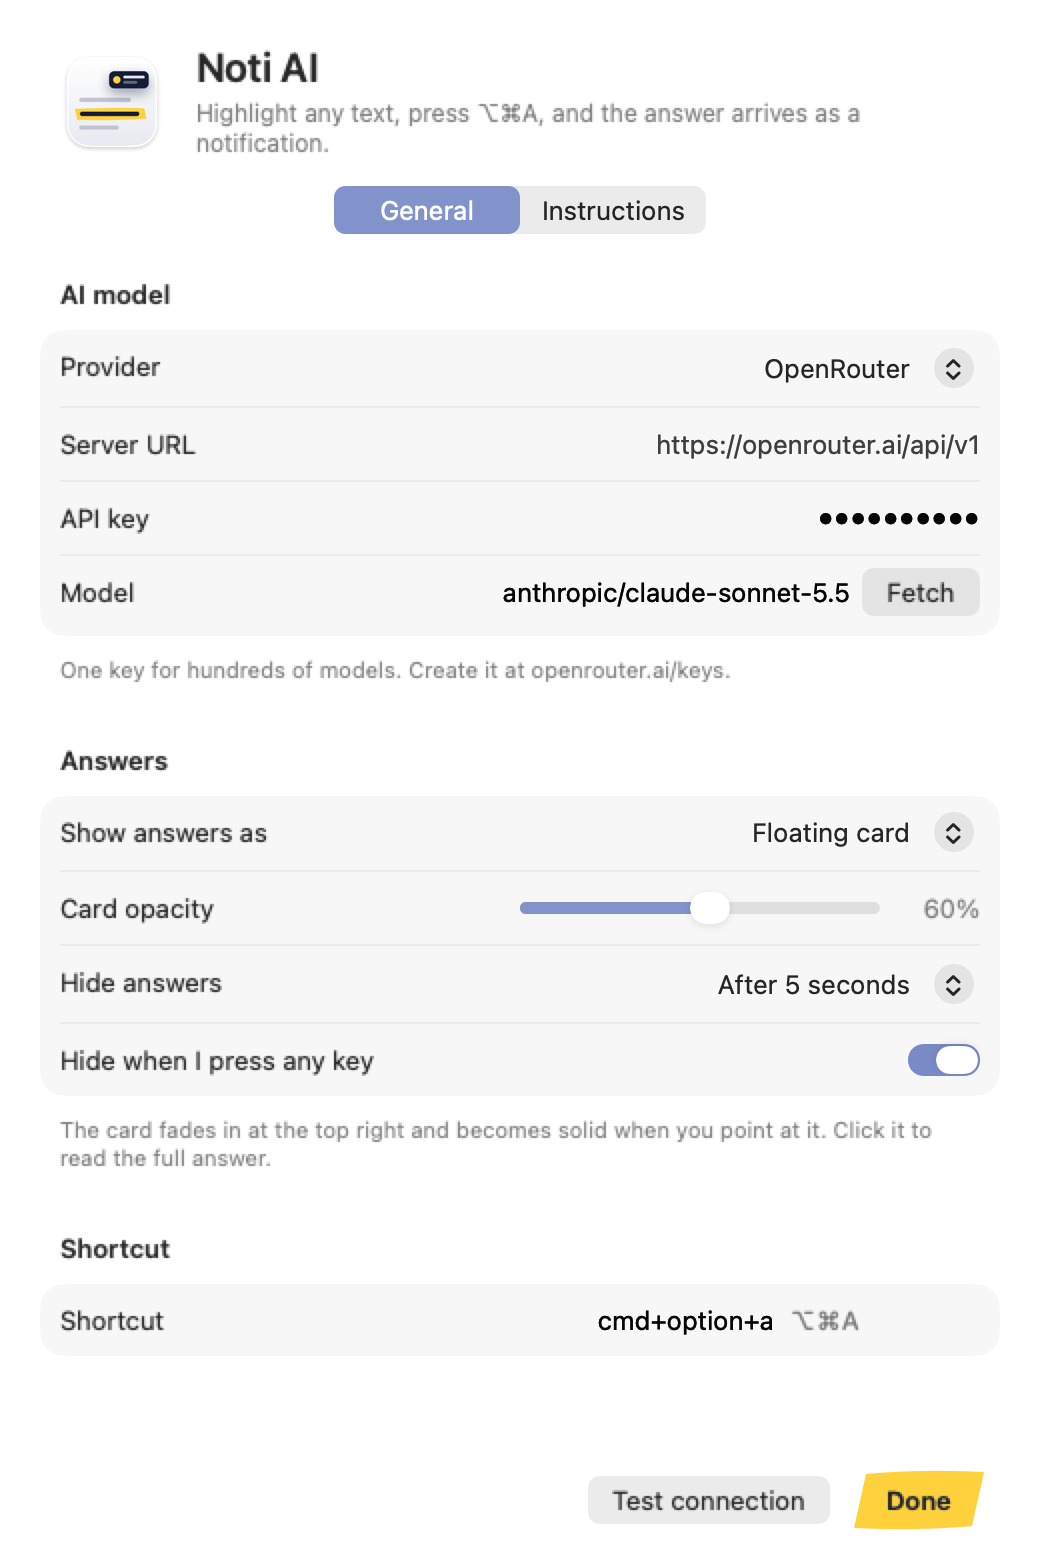 Noti AI
Highlight any text, press ⌥⌘A, and the answer arrives as a
notification.
General
Instructions
AI model
Provider
OpenRouter
Server URL
https://openrouter.ai/api/v1
API key
●●●●●●●●●●
Model
anthropic/claude-sonnet-5.5
Fetch
One key for hundreds of models. Create it at openrouter.ai/keys.
Answers
Show answers as
Floating card
Card opacity
60%
Hide answers
After 5 seconds
Hide when I press any key
The card fades in at the top right and becomes solid when you point at it. Click it to
read the full answer.
Shortcut
Shortcut
cmd+option+a ⌥⌘A
Test connection
Done